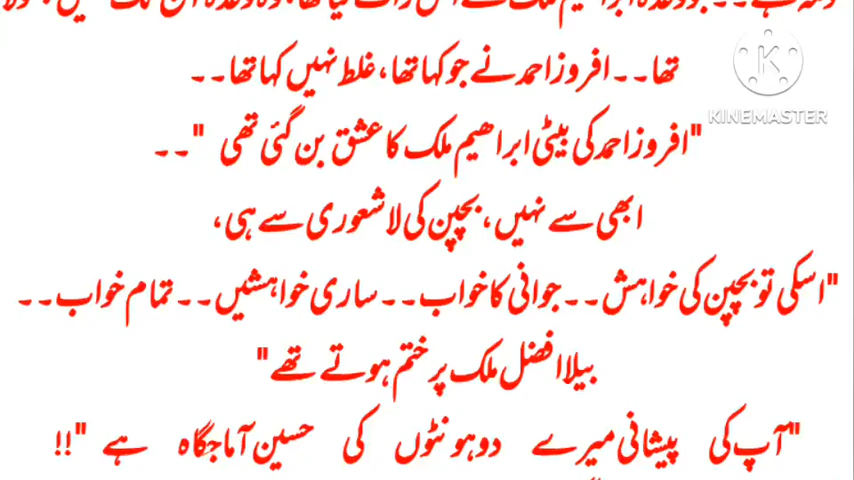 تھا۔۔افروز احمد نے جو کہا تھا، غلط نہیں کہا تھا۔۔
"افروز احمد کی بیٹی ابراھیم ملک کا عشق بن گئی تھی "۔۔
ابھی سے نہیں، بچپن کی لاشعوری سے ہی،
"اسکی تو بچپن کی خواہش۔۔جوانی کا خواب۔۔ساری خواہشیں۔۔تمام خواب۔۔
بیلا افضل ملک پر ختم ہوتے تھے"
"آپ کی پیشانی میرے دو ہونٹوں کی حسین آماجگاہ ہے "!!
K
KINEMASTER